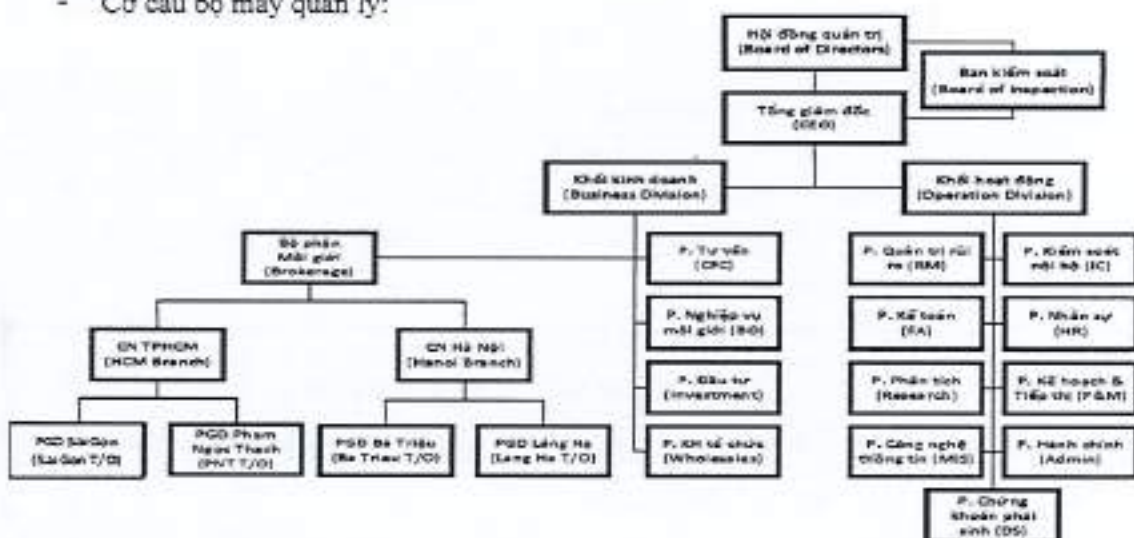 - Cơ cấu bộ máy quản lý:
Hội đồng quản trị
(Board of Directors)
Ban kiểm soát
(Board of Inspection)
Tổng giám đốc
(CEO)
Khối kinh doanh
(Business Division)
Khối hoạt động
(Operation Division)
Bộ phận
Môi giới
(Brokerage)
P. Tư vấn
(CFC)
P. Quản trị rủi
ro (RM)
P. Kiểm soát
nội bộ (IC)
P. Nghiệp vụ
môi giới (BO)
P. Kế toán
(FA)
P. Nhân sự
(HR)
CN TPHCM
(HCM Branch)
CN Hà Nội
(Hanoi Branch)
P. Đầu tư
(Investment)
P. Phân tích
(Research)
P. Kế hoạch &
Tiếp thị (P&M)
PGD SaiGon
(SaiGon T/O)
PGD Pham
Ngoc Thach
(PNT T/O)
PGD Bà Triệu
(Ba Trieu T/O)
PGD Láng Hạ
(Lang Ha T/O)
P. KH tổ chức
(Wholesales)
P. Công nghệ
thông tin (MIS)
P. Hành chính
(Admin)
P. Chứng
khoán phái
sinh (DS)